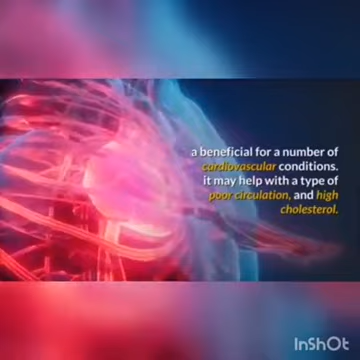 a beneficial for a number of
cardiovascular conditions.
it may help with a type of
poor circulation, and high
cholesterol.
InShOt